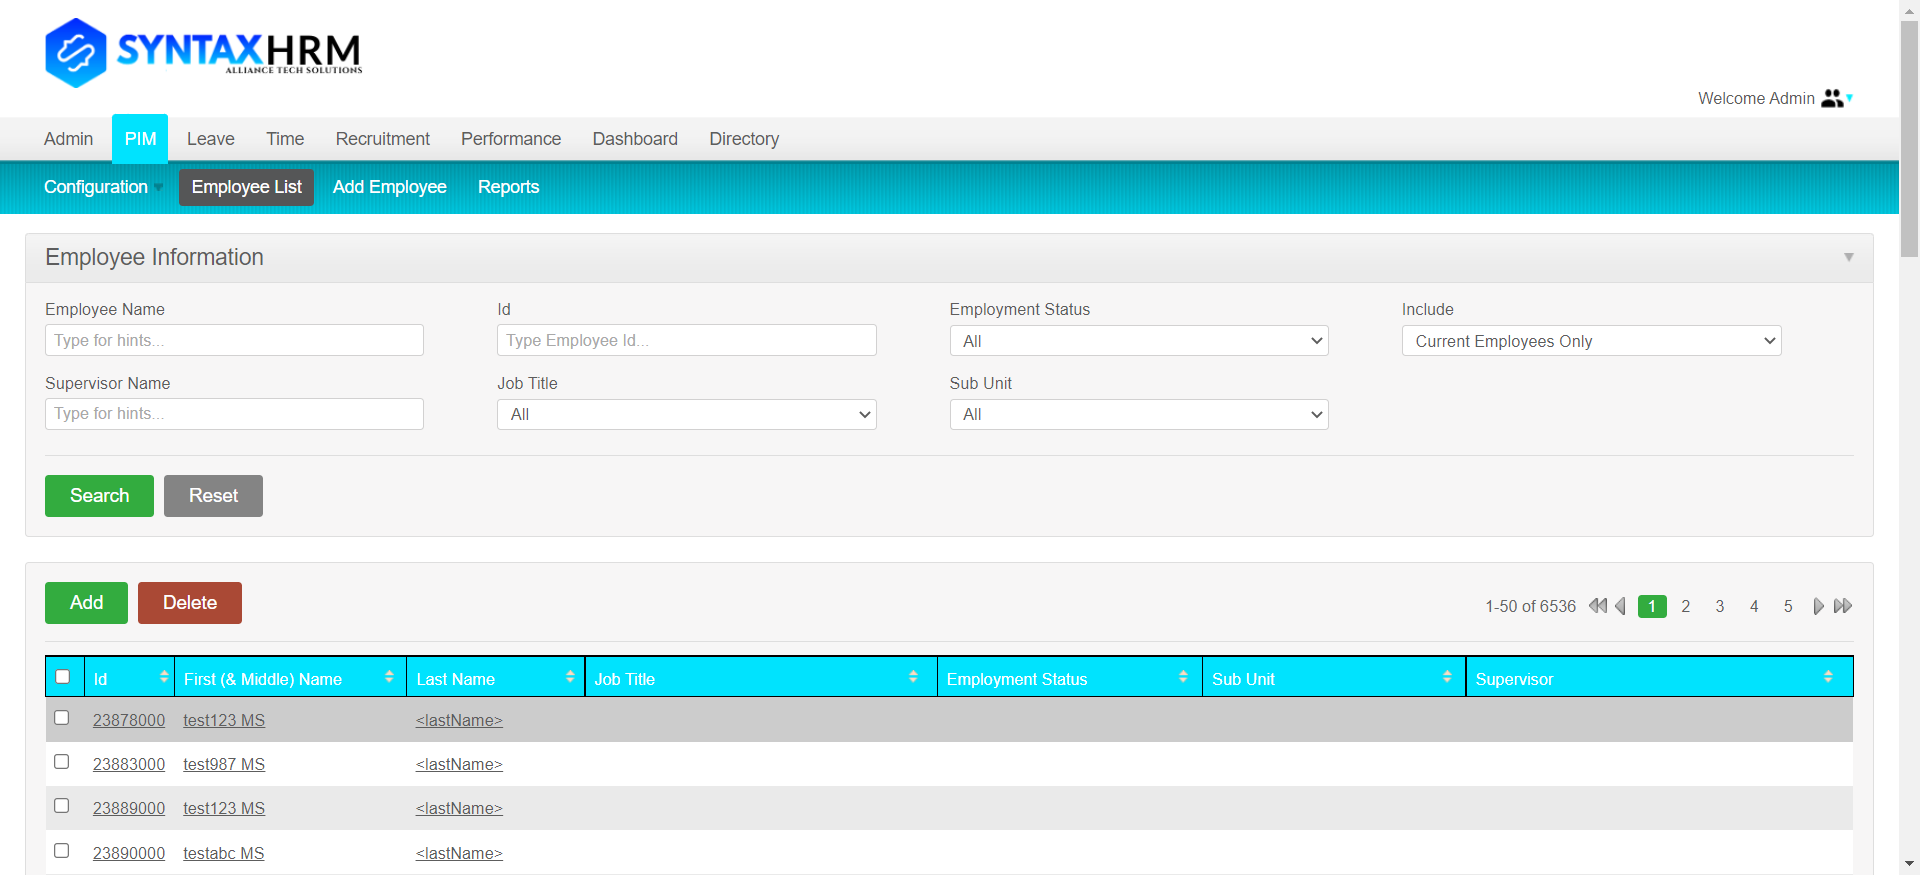 SYNTAXHRM
ALLIANCE TECH SOLUTIONS
Welcome Admin
Admin PIM Leave Time Recruitment Performance Dashboard Directory
Configuration Employee List Add Employee Reports
Employee Information
Employee Name Id Employment Status Include
Type for hints... Type Employee Id... All Current Employees Only
Supervisor Name Job Title Sub Unit
Type for hints... All All
Search Reset
Add Delete 1-50 of 6536 1 2 3 4 5
Id First (& Middle) Name Last Name Job Title Employment Status Sub Unit Supervisor
23878000 test123 MS <lastName>
23883000 test987 MS <lastName>
23889000 test123 MS <lastName>
23890000 testabc MS <lastName>